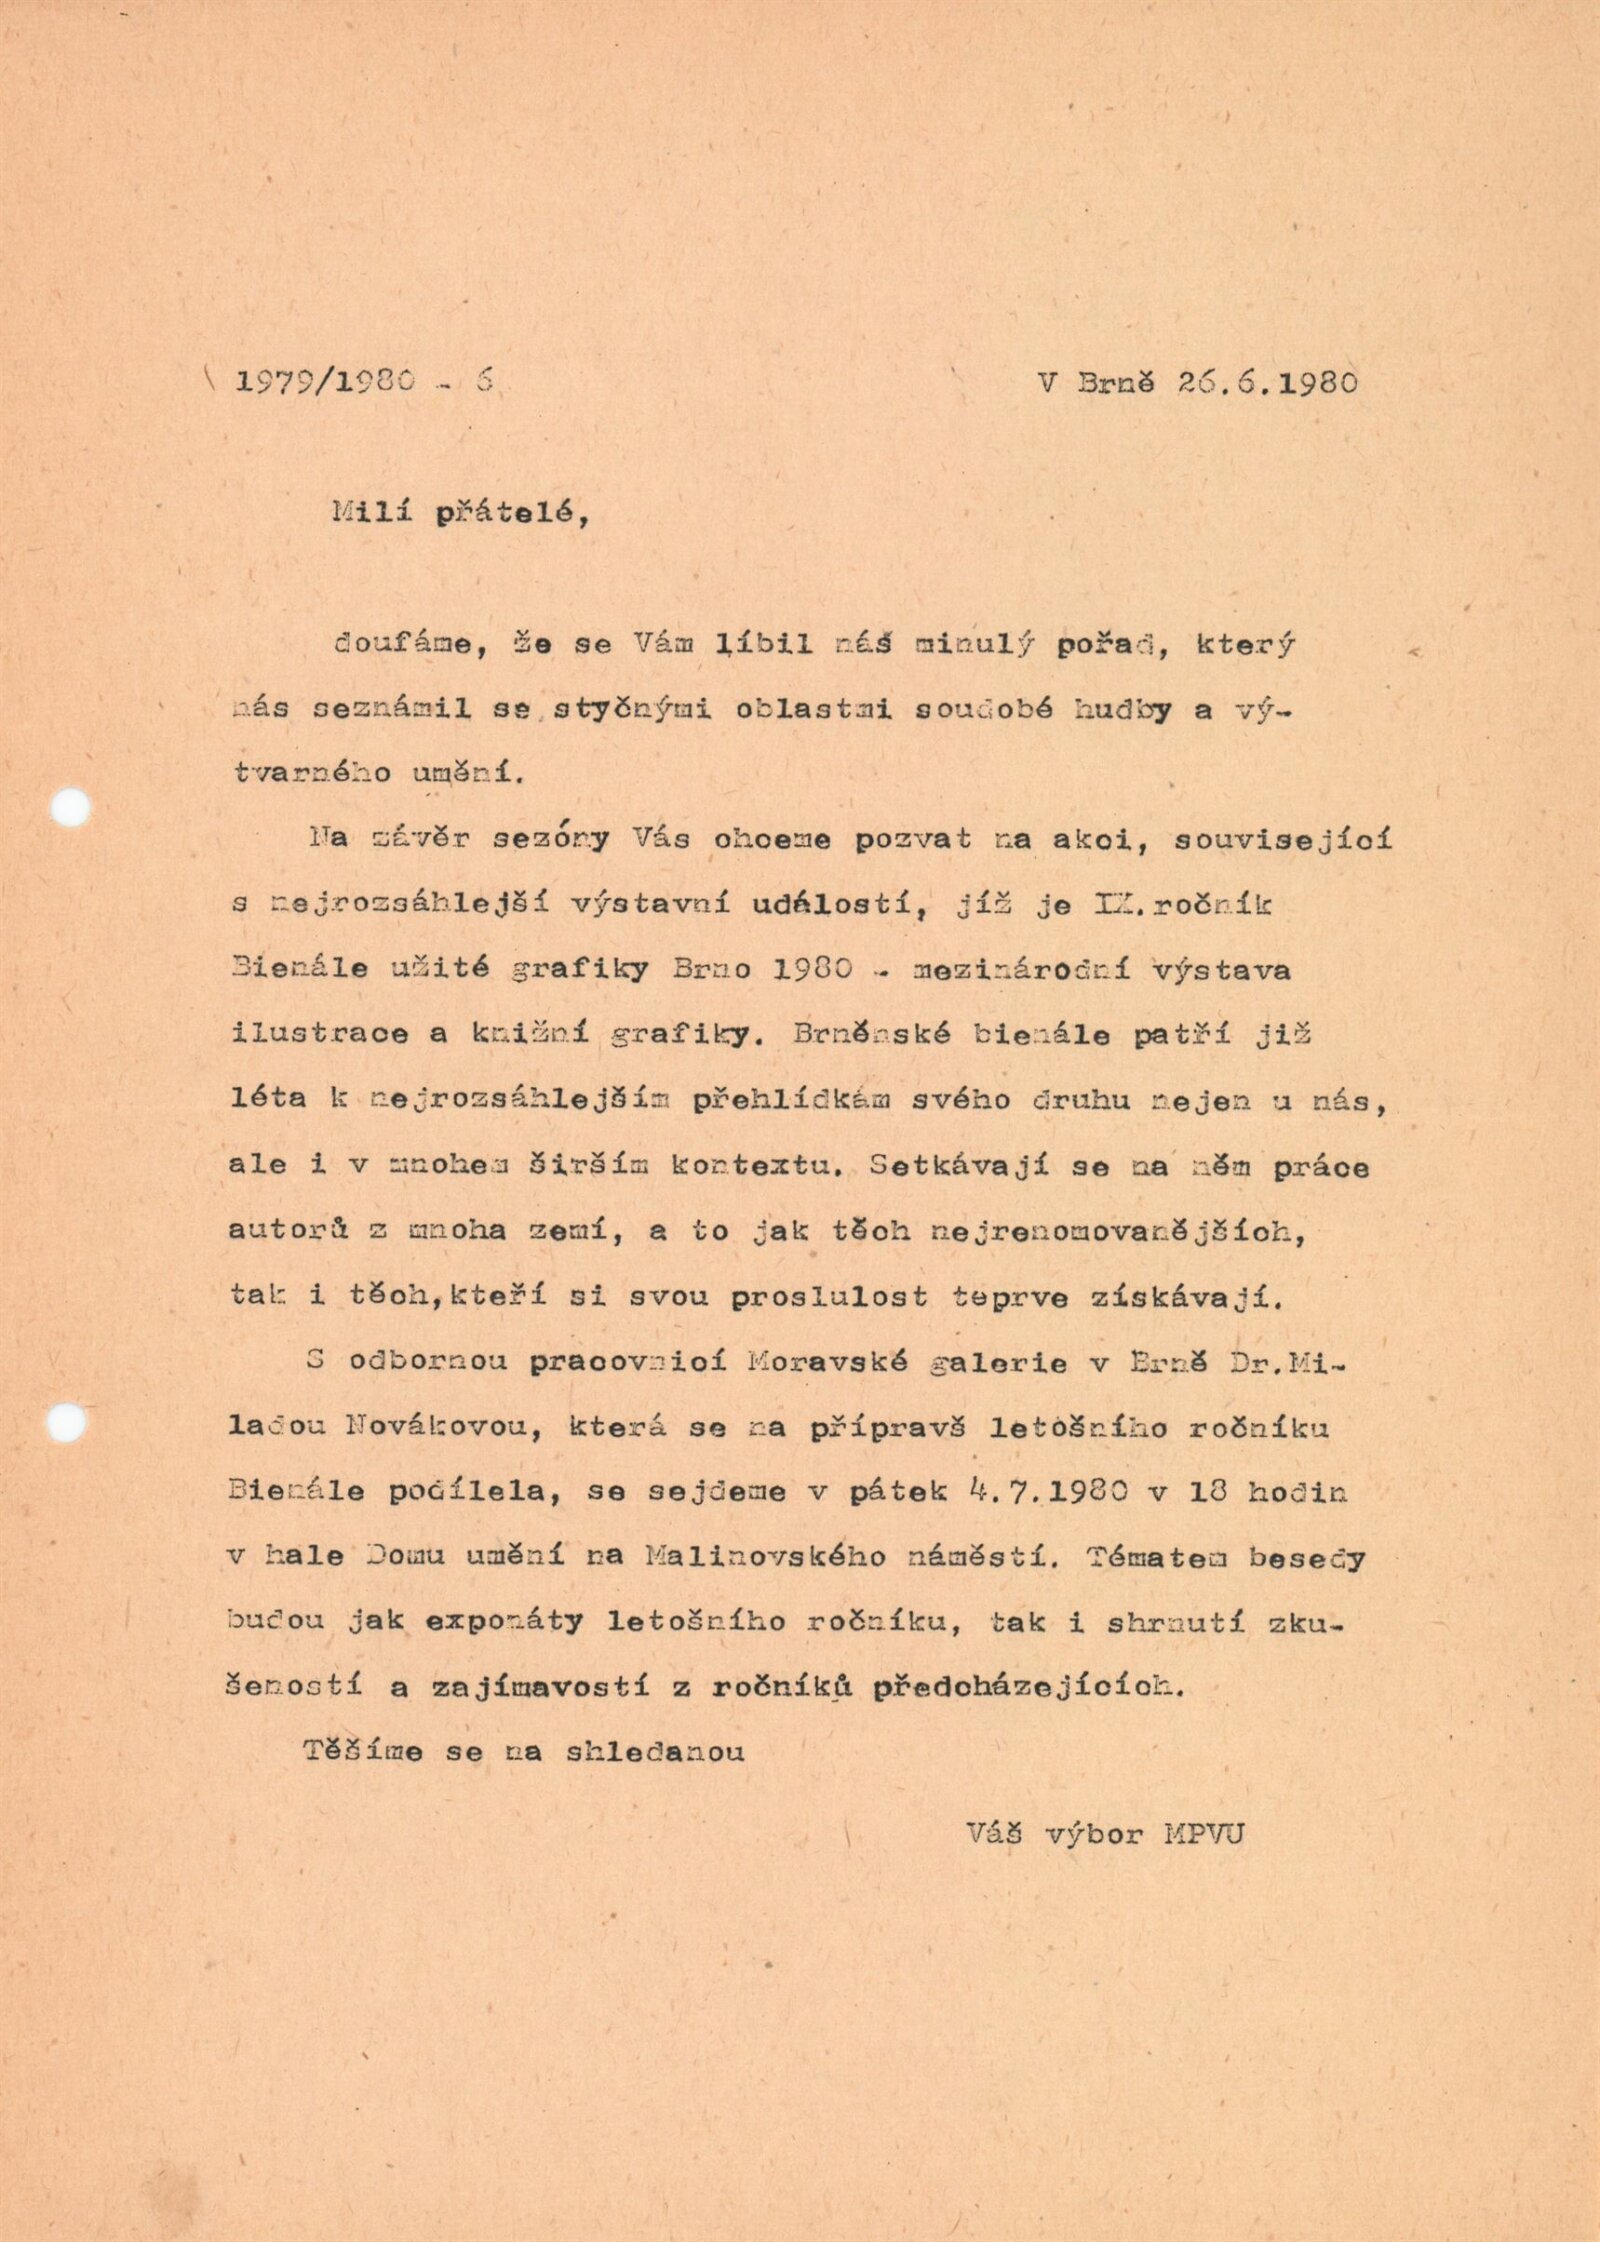 1979/1980 - 6
V Brně 26.6.1980
Milí přátelé,
doufáme, že se Vám líbil náš minulý pořad, který
nás seznámil se styčnými oblastmi soudobé hudby a vý-
tvarného umění.
Na závěr sezóny Vás chceme pozvat na akci, související
s nejrozsáhlejší výstavní událostí, jíž je IX.ročník
Bienále užité grafiky Brno 1980 - mezinárodní výstava
ilustrace a knižní grafiky. Brněnské bienále patří již
léta k nejrozsáhlejším přehlídkám svého druhu nejen u nás,
ale i v mnohem širším kontextu. Setkávají se na něm práce
autorů z mnoha zemí, a to jak těch nejrenomovanějších,
tak i těch,kteří si svou proslulost teprve získávají.
S odbornou pracovnicí Moravské galerie v Brně Dr.Mi-
ladou Novákovou, která se na přípravš letošního ročníku
Bienále podílela, se sejdeme v pátek 4.7.1980 v 18 hodin
v hale Domu umění na Malinovského náměstí. Tématem besedy
budou jak exponáty letošního ročníku, tak i shrnutí zku-
šeností a zajímavostí z ročníků předcházejících.
Těšíme se na shledanou
Váš výbor MPVU